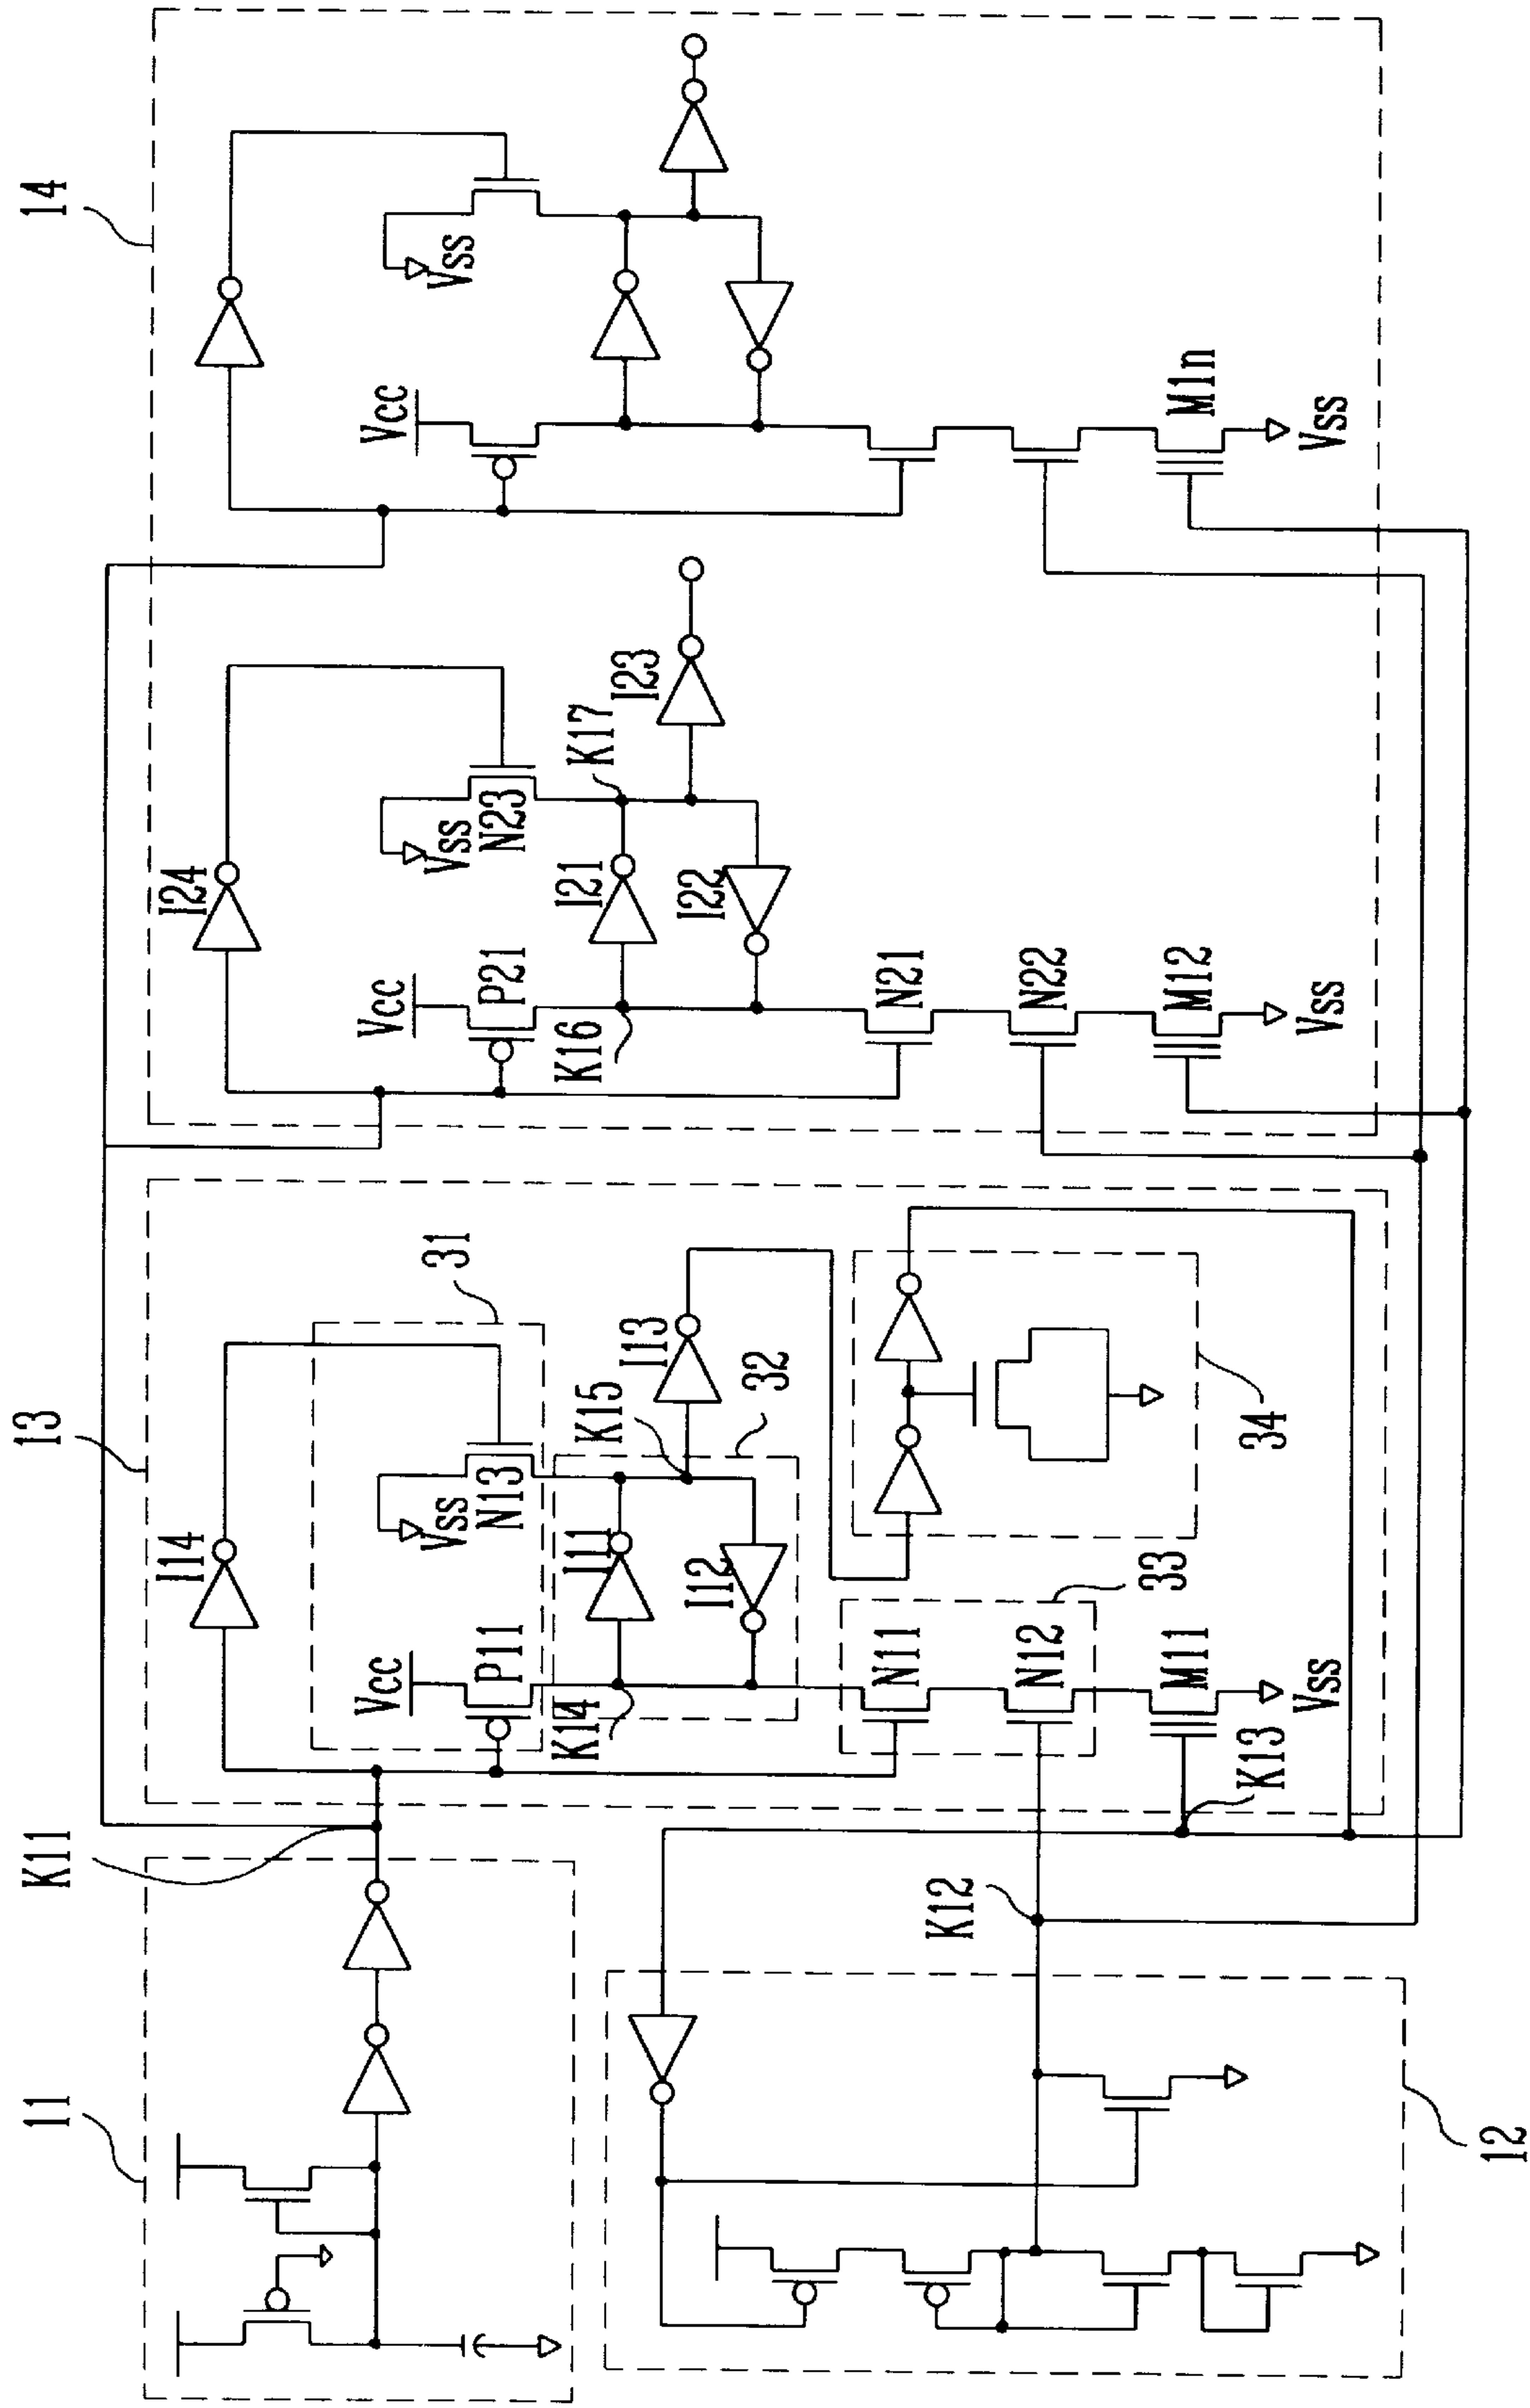 14
Vss
Vcc
M1n
Vss
I24
I23
K17
Vss
N23
I21
I22
Vcc
P21
K16
N21
N22
M12
Vss
13
31
I14
I13
K15
32
Vss
N13
I11
I12
34
33
Vcc
P11
K14
N11
N12
M11
Vss
K13
K11
K12
11
12